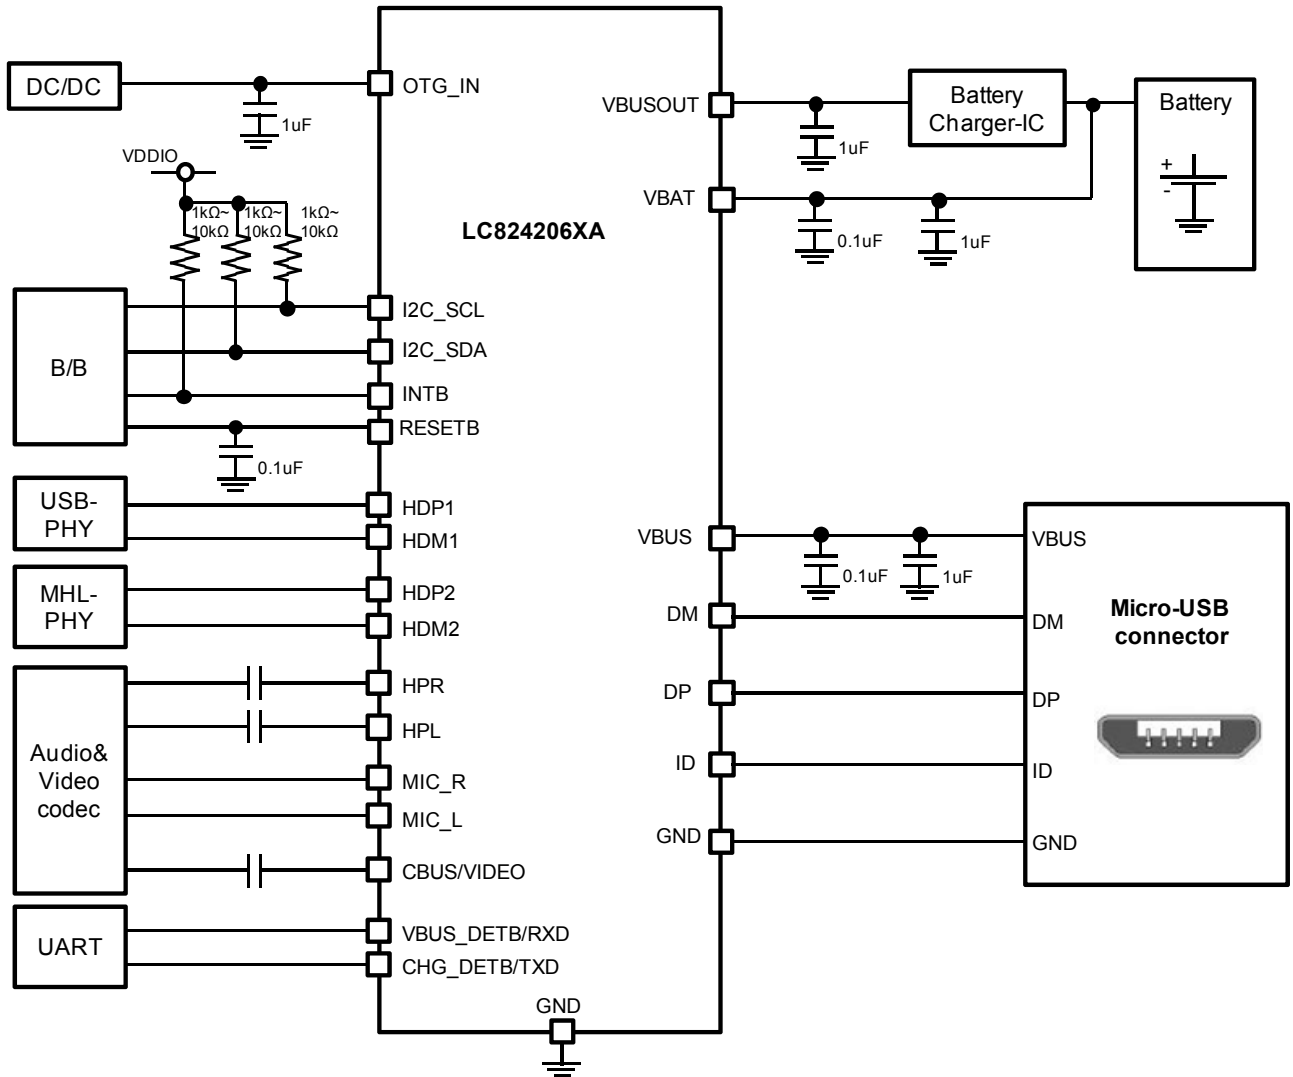 DC/DC
OTG_IN
1uF
VDDIO
1kΩ~
10kΩ
1kΩ~
10kΩ
1kΩ~
10kΩ
B/B
I2C_SCL
I2C_SDA
INTB
RESETB
0.1uF
USB-
PHY
HDP1
HDM1
MHL-
PHY
HDP2
HDM2
Audio&
Video
codec
HPR
HPL
MIC_R
MIC_L
CBUS/VIDEO
UART
VBUS_DETB/RXD
CHG_DETB/TXD
GND
LC824206XA
VBUSOUT
1uF
Battery
Charger-IC
Battery
+
-
VBAT
0.1uF
1uF
VBUS
0.1uF
1uF
DM
DP
ID
GND
VBUS
DM
DP
ID
GND
Micro-USB
connector